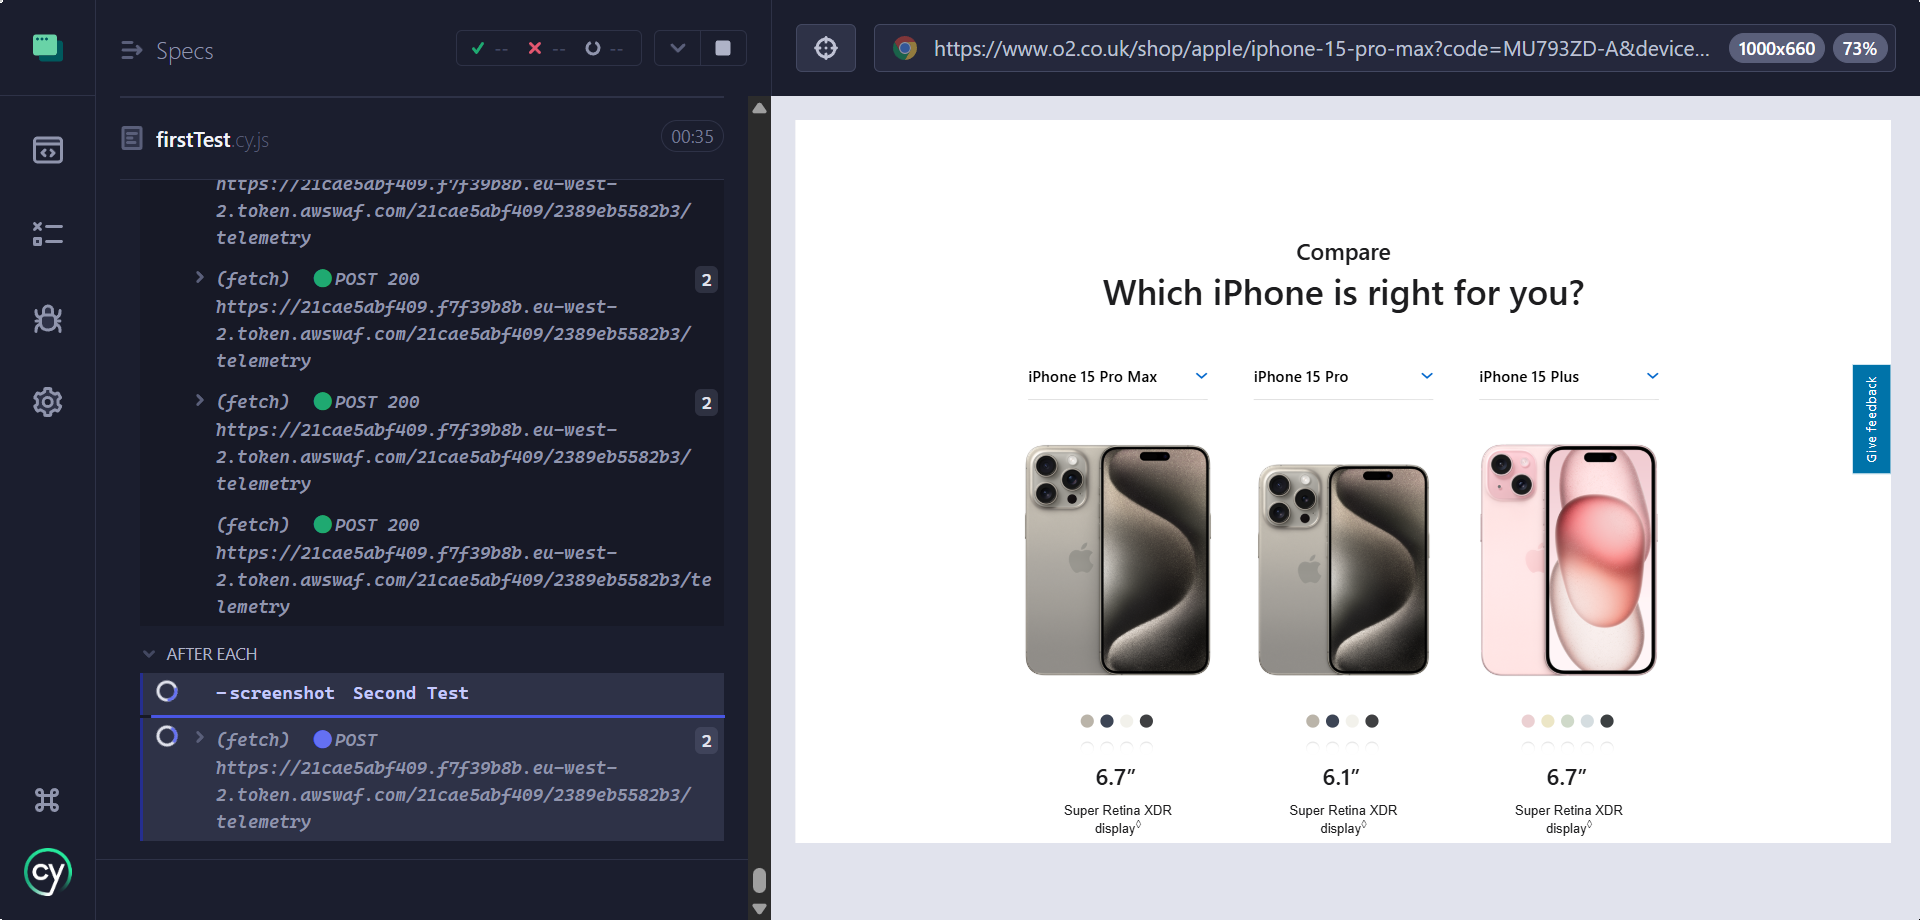 Specs
--
--
--
https://www.o2.co.uk/shop/apple/iphone-15-pro-max?code=MU793ZD-A&device...
1000x660
73%
firstTest.cy.js
00:35
https://21cae5abf409.f7f39b8b.eu-west-
2.token.awswaf.com/21cae5abf409/2389eb5582b3/
telemetry
(fetch) POST 200
2
https://21cae5abf409.f7f39b8b.eu-west-
2.token.awswaf.com/21cae5abf409/2389eb5582b3/
telemetry
(fetch) POST 200
2
https://21cae5abf409.f7f39b8b.eu-west-
2.token.awswaf.com/21cae5abf409/2389eb5582b3/
telemetry
(fetch) POST 200
https://21cae5abf409.f7f39b8b.eu-west-
2.token.awswaf.com/21cae5abf409/2389eb5582b3/te
lemetry
AFTER EACH
-screenshot Second Test
(fetch) POST
2
https://21cae5abf409.f7f39b8b.eu-west-
2.token.awswaf.com/21cae5abf409/2389eb5582b3/
telemetry
cy
Compare
Which iPhone is right for you?
iPhone 15 Pro Max
iPhone 15 Pro
iPhone 15 Plus
Give feedback
6.7”
6.1”
6.7”
Super Retina XDR
display◊
Super Retina XDR
display◊
Super Retina XDR
display◊